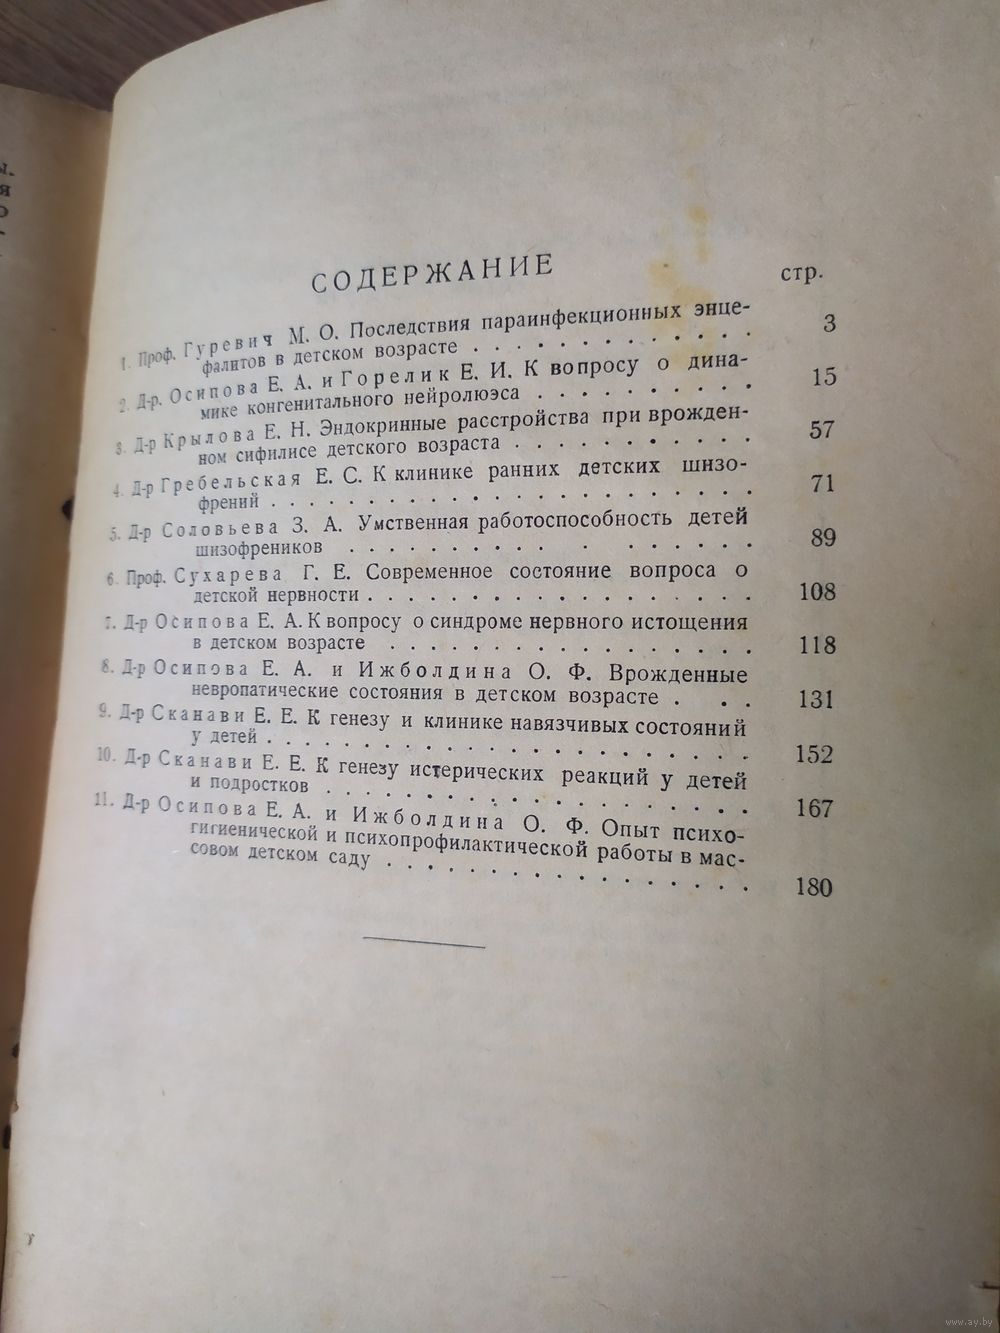 СОДЕРЖАНИЕ
стр.
1. Проф. Гуревич М. О. Последствия параинфекционных энце-
фалитов в детском возрасте . . . . . . . . . . . . . 3
2. Д-р. Осипова Е. А. и Горелик Е. И. К вопросу о дина-
мике конгенитального нейролюэса . . . . . . . . . . 15
3. Д-р Крылова Е. Н. Эндокринные расстройства при врожден-
ном сифилисе детского возраста . . . . . . . . . . . 57
4. Д-р Гребельская Е. С. К клинике ранних детских шизо-
френий . . . . . . . . . . . . . . . . . . . . . . 71
5. Д-р Соловьева З. А. Умственная работоспособность детей
шизофреников . . . . . . . . . . . . . . . . . . 89
6. Проф. Сухарева Г. Е. Современное состояние вопроса о
детской нервности . . . . . . . . . . . . . . . . . 108
7. Д-р Осипова Е. А. К вопросу о синдроме нервного истощения
в детском возрасте . . . . . . . . . . . . . . . . 118
8. Д-р Осипова Е. А. и Ижболдина О. Ф. Врожденные
невропатические состояния в детском возрасте . . . 131
9. Д-р Сканави Е. Е. К генезу и клинике навязчивых состояний
у детей . . . . . . . . . . . . . . . . . . . . . . 152
10. Д-р Сканави Е. Е. К генезу истерических реакций у детей
и подростков . . . . . . . . . . . . . . . . . . . 167
11. Д-р Осипова Е. А. и Ижболдина О. Ф. Опыт психо-
гигиенической и психопрофилактической работы в мас-
совом детском саду . . . . . . . . . . . . . . . . 180
ы.
я
о
www.ay.by